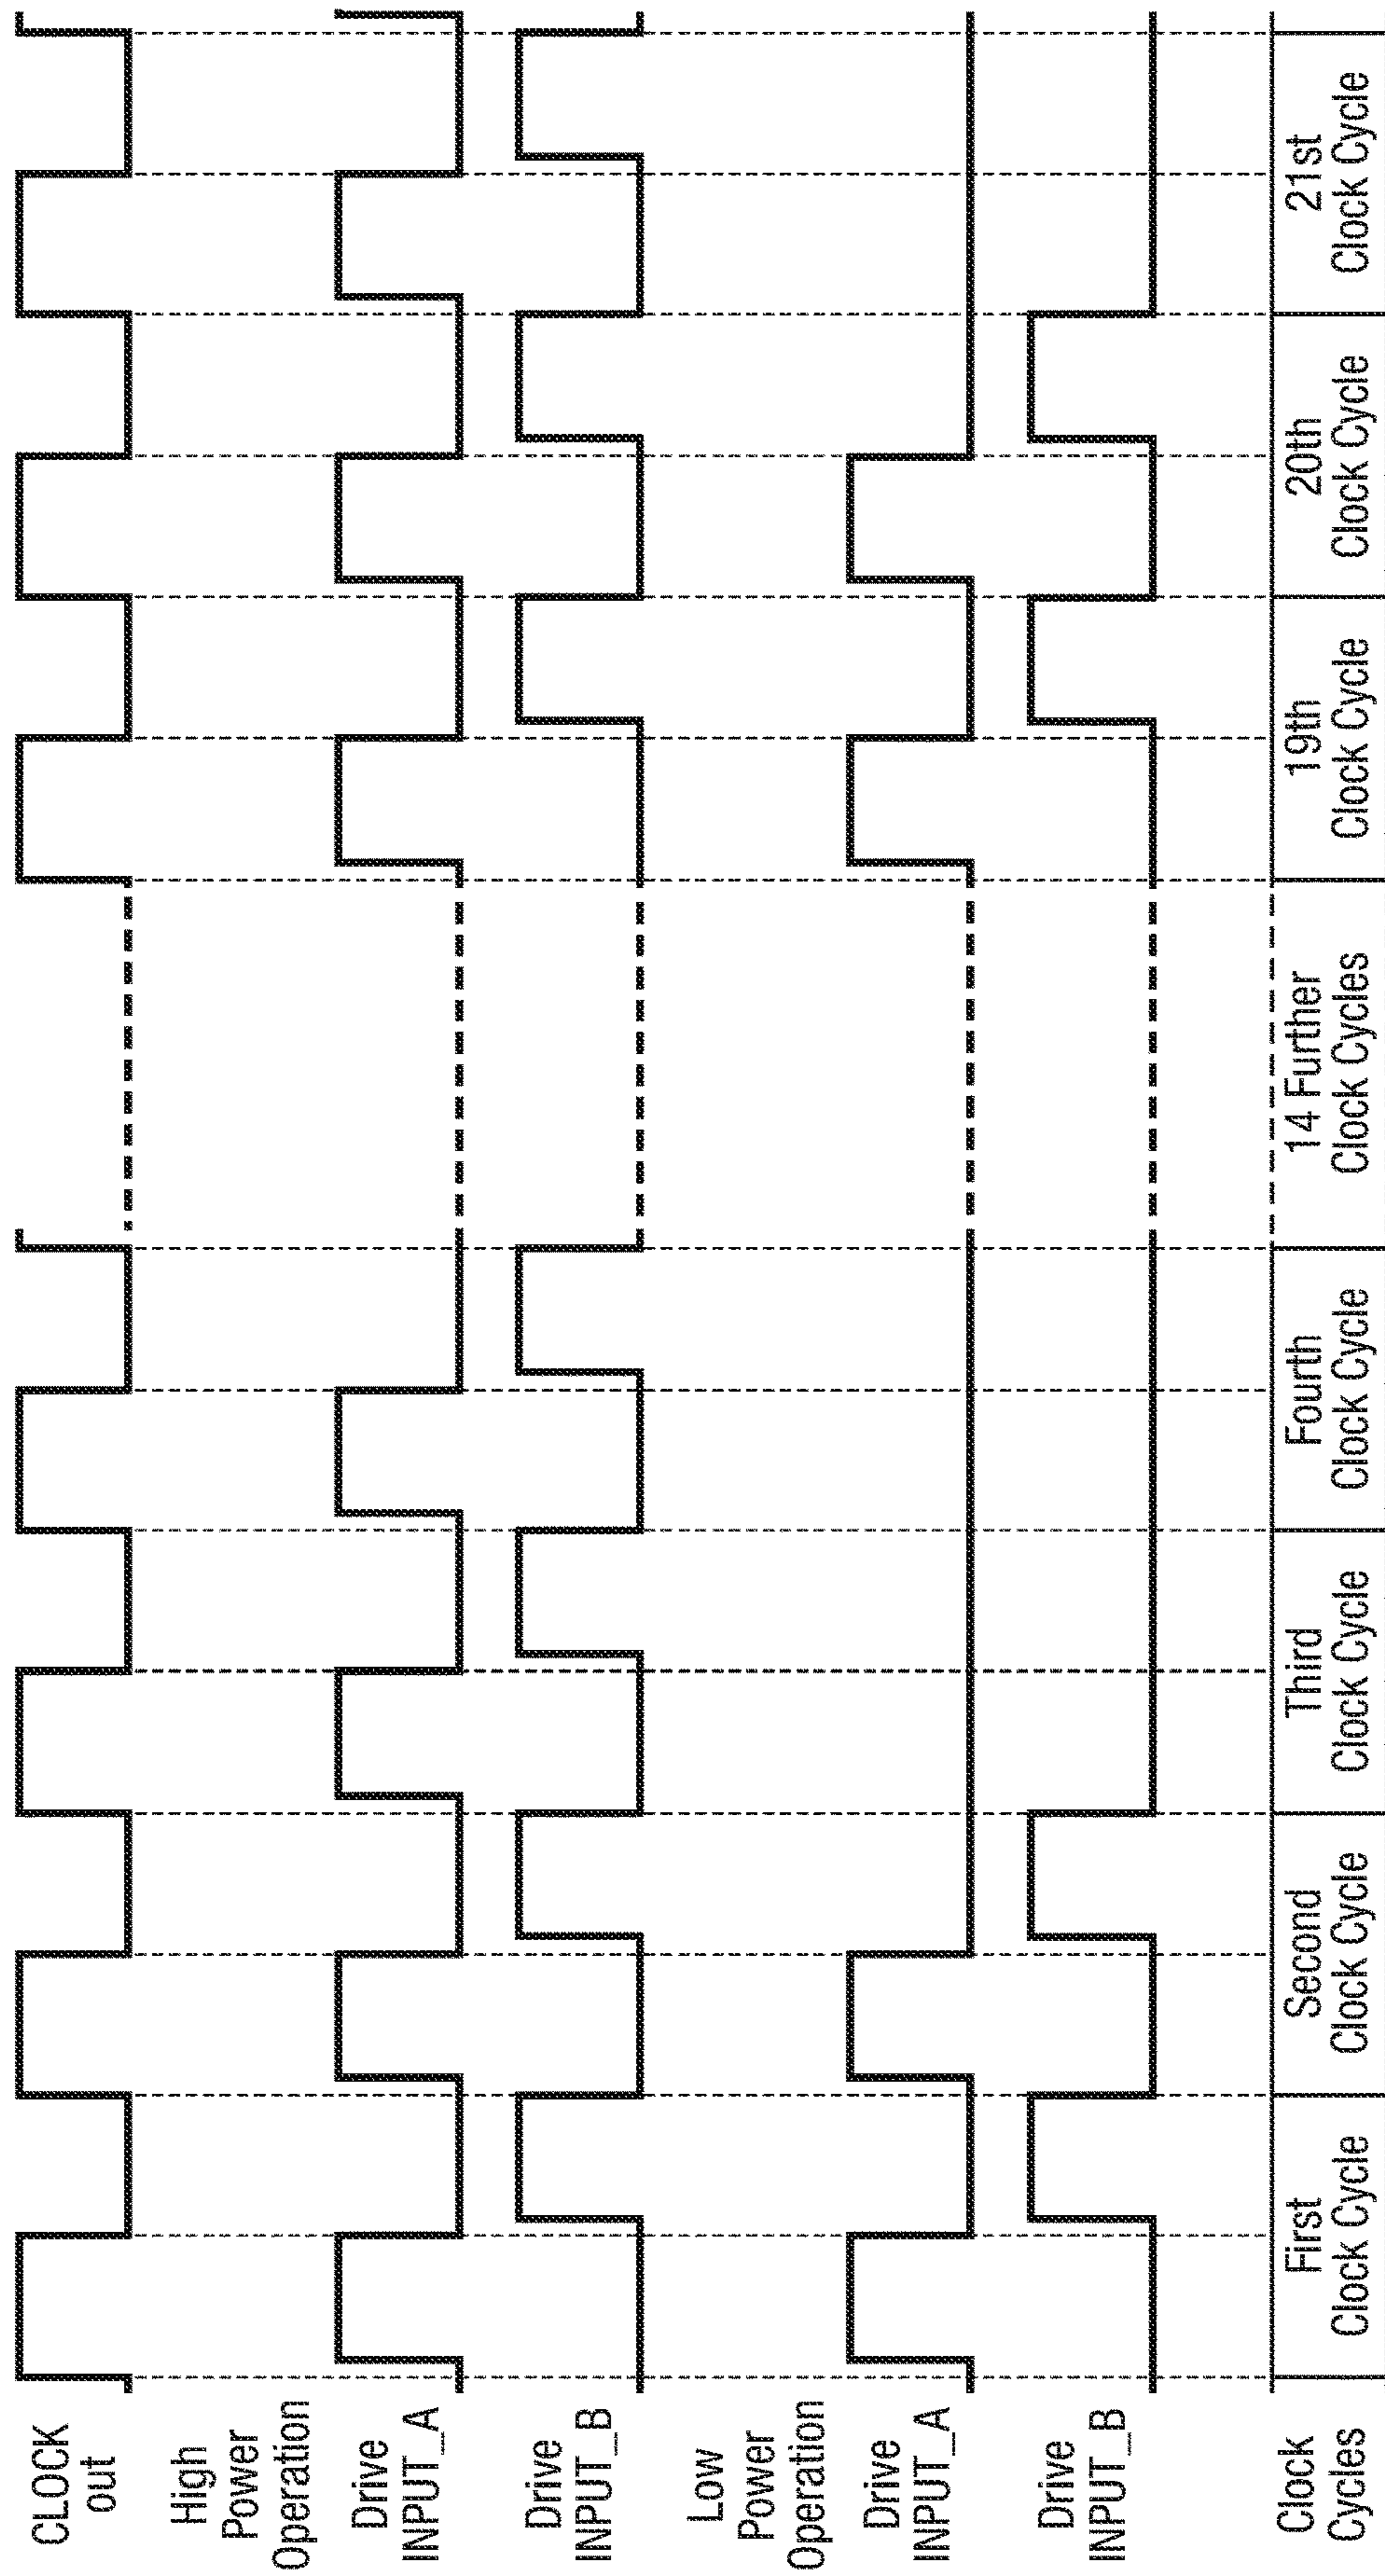 CLOCK
out
High
Power
Operation
Drive
INPUT_A
Drive
INPUT_B
Low
Power
Operation
Drive
INPUT_A
Drive
INPUT_B
Clock
Cycles
First
Clock Cycle
Second
Clock Cycle
Third
Clock Cycle
Fourth
Clock Cycle
14 Further
Clock Cycles
19th
Clock Cycle
20th
Clock Cycle
21st
Clock Cycle